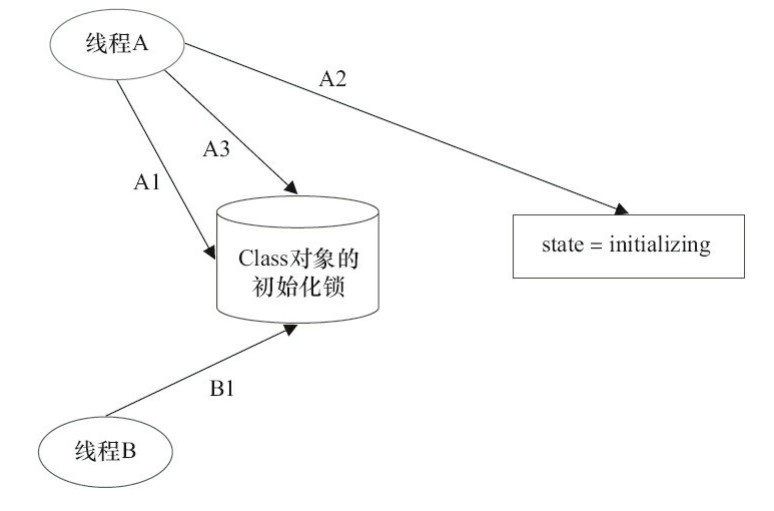 线程A
A2
A3
A1
state = initializing
Class对象的
初始化锁
B1
线程B